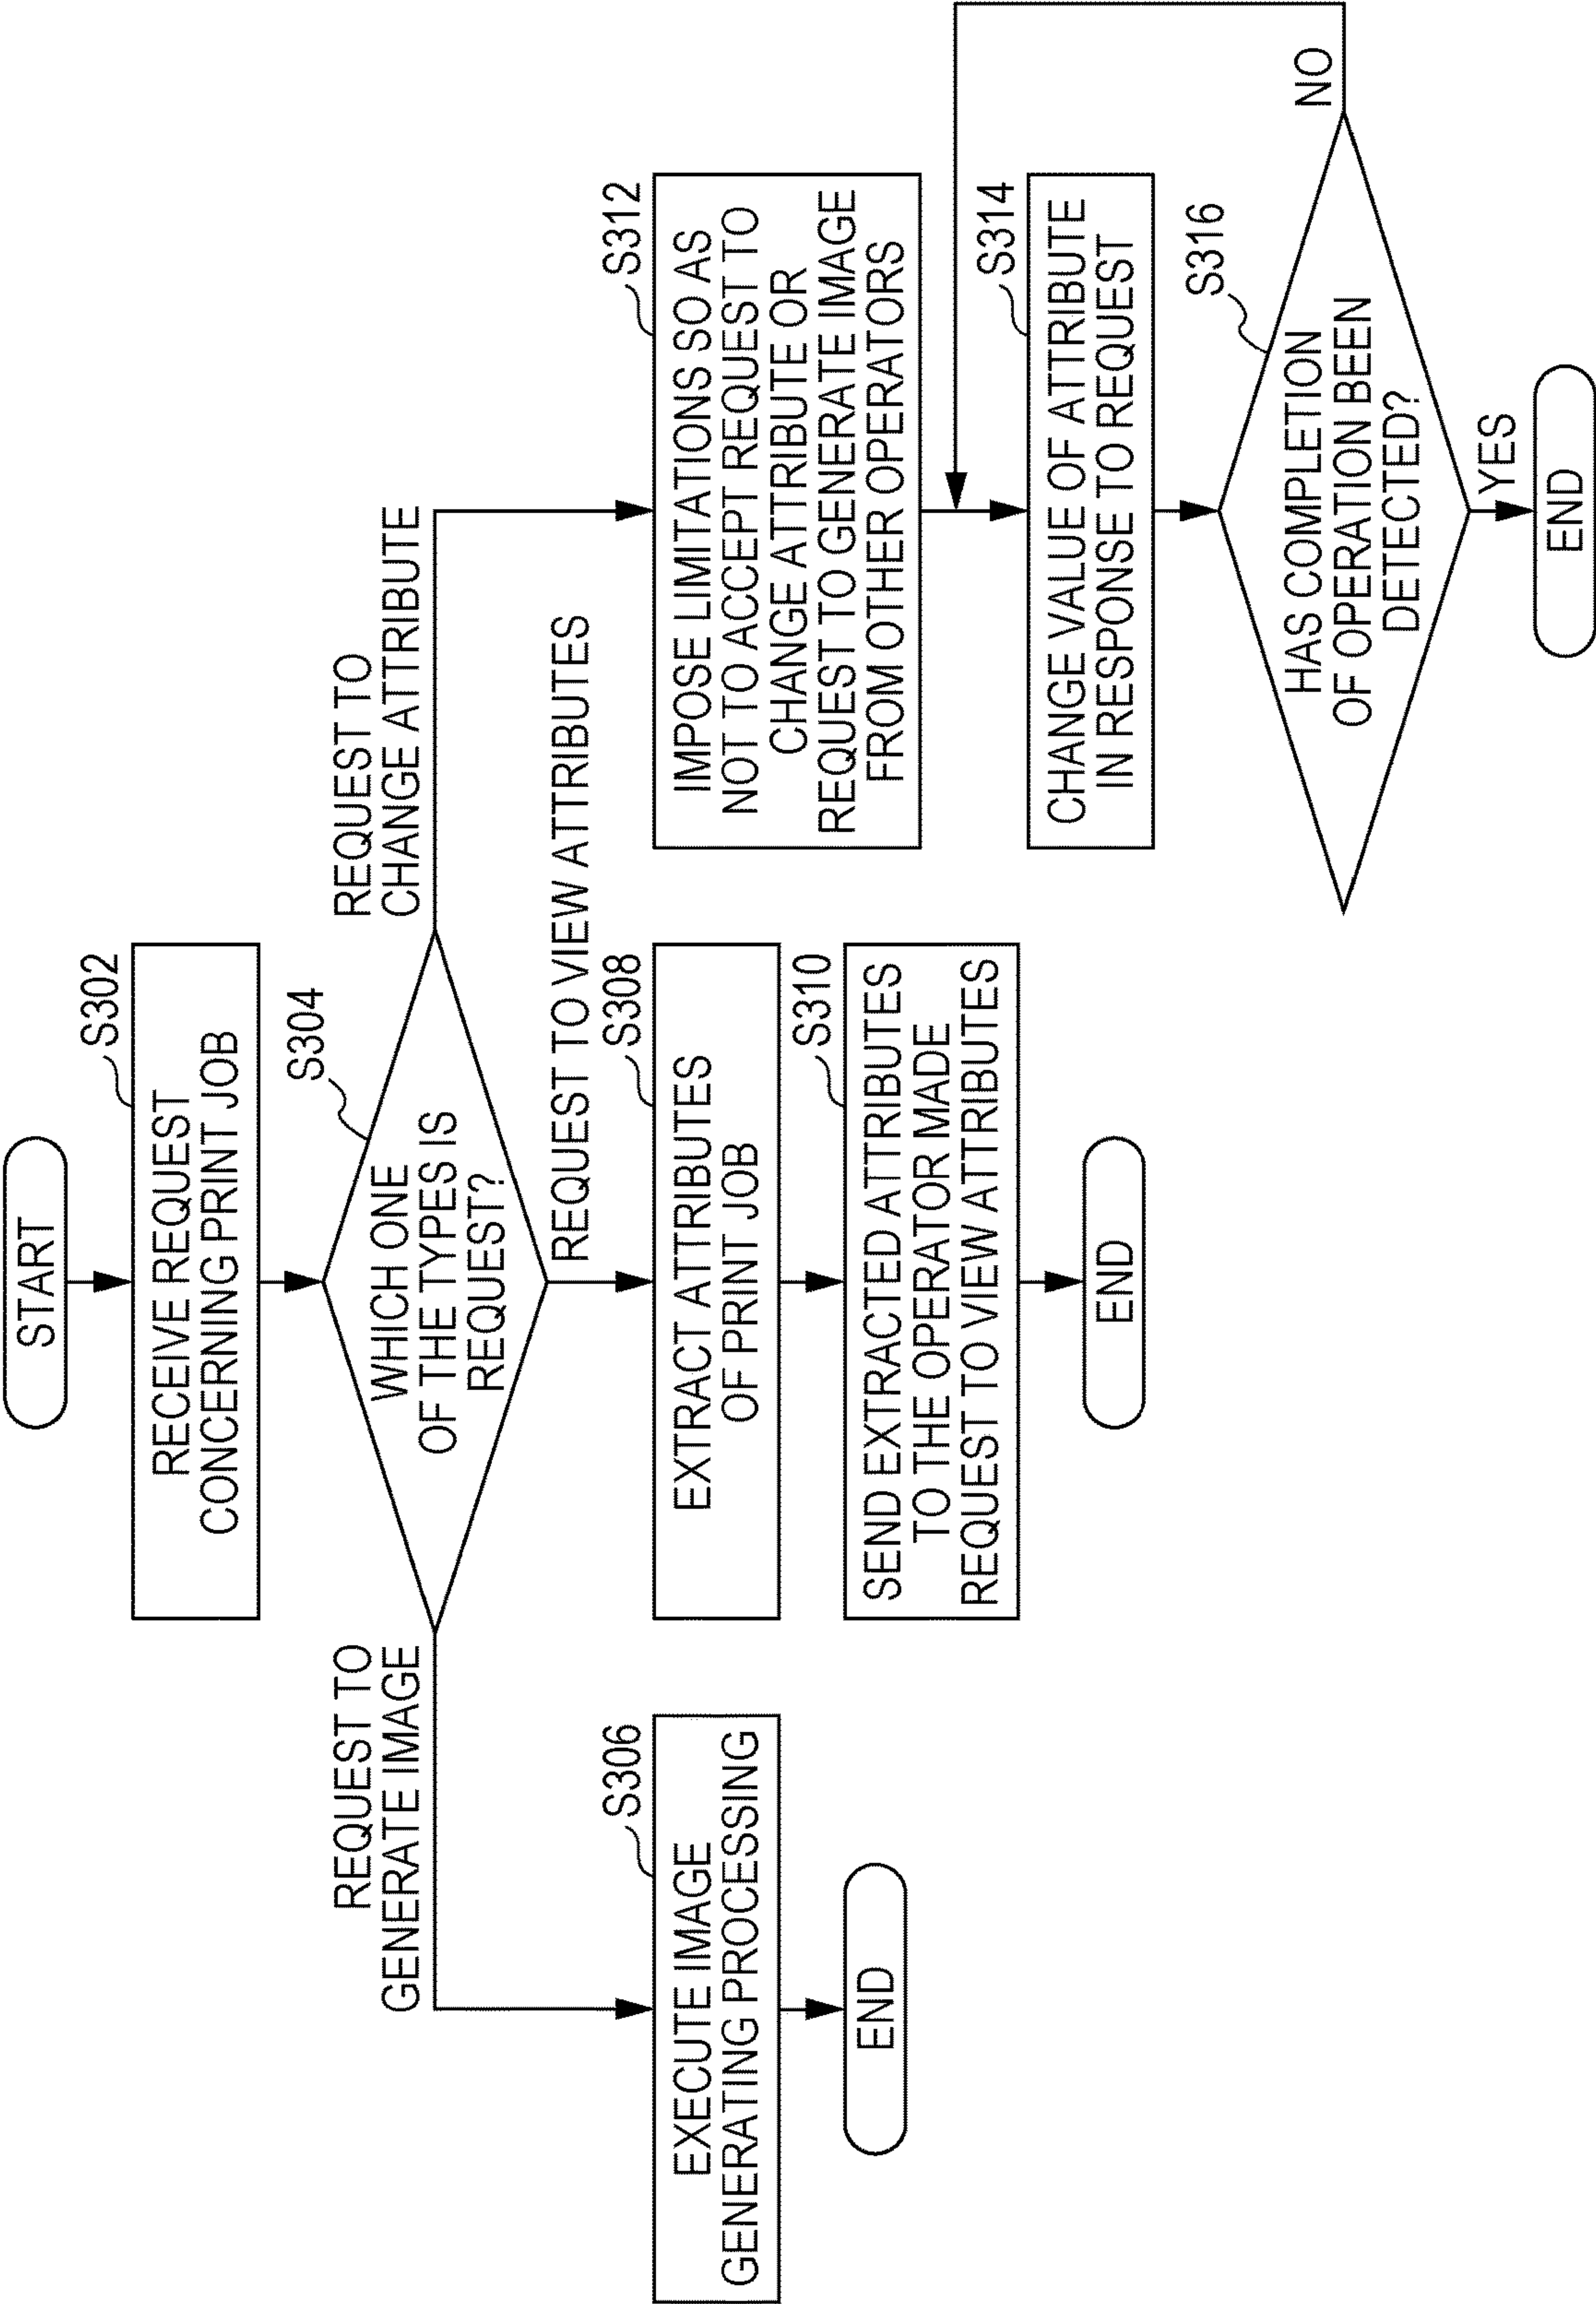 START
S302
RECEIVE REQUEST
CONCERNING PRINT JOB
S304
WHICH ONE
OF THE TYPES IS
REQUEST?
REQUEST TO
GENERATE IMAGE
REQUEST TO VIEW ATTRIBUTES
REQUEST TO
CHANGE ATTRIBUTE
S306
EXECUTE IMAGE
GENERATING PROCESSING
END
S308
EXTRACT ATTRIBUTES
OF PRINT JOB
S310
SEND EXTRACTED ATTRIBUTES
TO THE OPERATOR MADE
REQUEST TO VIEW ATTRIBUTES
END
S312
IMPOSE LIMITATIONS SO AS
NOT TO ACCEPT REQUEST TO
CHANGE ATTRIBUTE OR
REQUEST TO GENERATE IMAGE
FROM OTHER OPERATORS
S314
CHANGE VALUE OF ATTRIBUTE
IN RESPONSE TO REQUEST
S316
HAS COMPLETION
OF OPERATION BEEN
DETECTED?
NO
YES
END